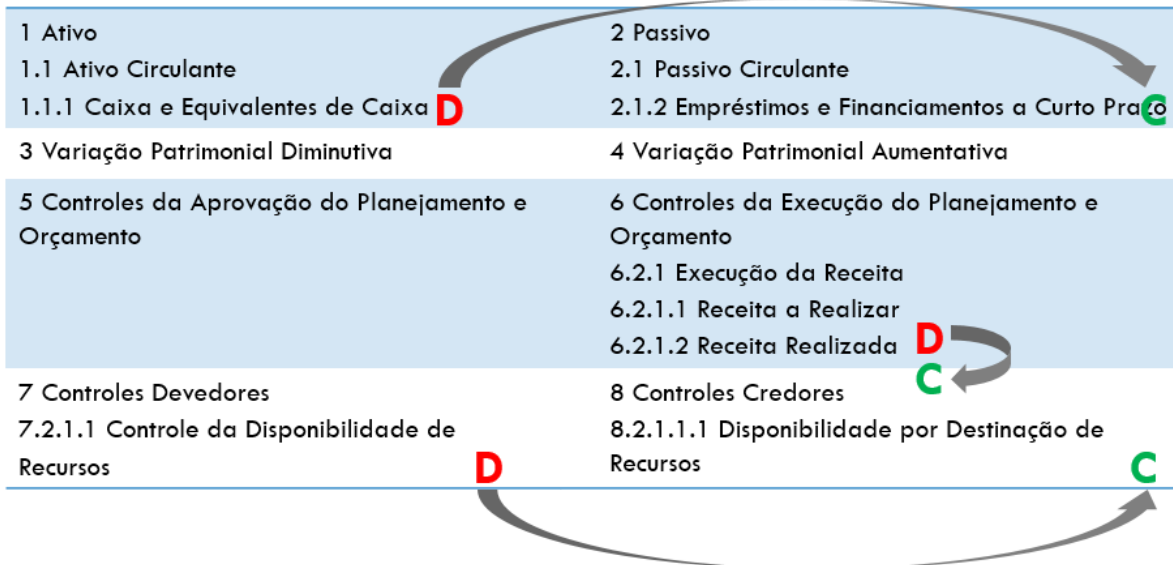 1 Ativo
1.1 Ativo Circulante
1.1.1 Caixa e Equivalentes de Caixa D
2 Passivo
2.1 Passivo Circulante
2.1.2 Empréstimos e Financiamentos a Curto Prazo C
3 Variação Patrimonial Diminutiva
4 Variação Patrimonial Aumentativa
5 Controles da Aprovação do Planejamento e
Orçamento
6 Controles da Execução do Planejamento e
Orçamento
6.2.1 Execução da Receita
6.2.1.1 Receita a Realizar
6.2.1.2 Receita Realizada D
C
7 Controles Devedores
7.2.1.1 Controle da Disponibilidade de
Recursos D
8 Controles Credores
8.2.1.1.1 Disponibilidade por Destinação de
Recursos C